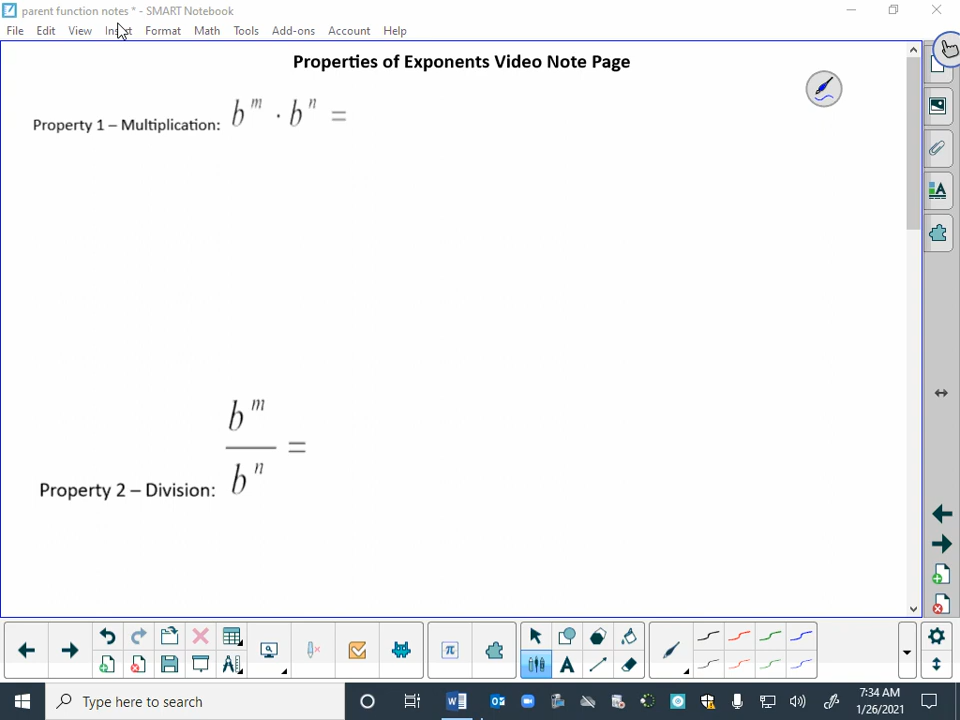 parent function notes * - SMART Notebook
File Edit View Insert Format Math Tools Add-ons Account Help
Properties of Exponents Video Note Page
Property 1 – Multiplication: b^m · b^n =
Property 2 – Division: b^m / b^n =
Type here to search
7:34 AM
1/26/2021